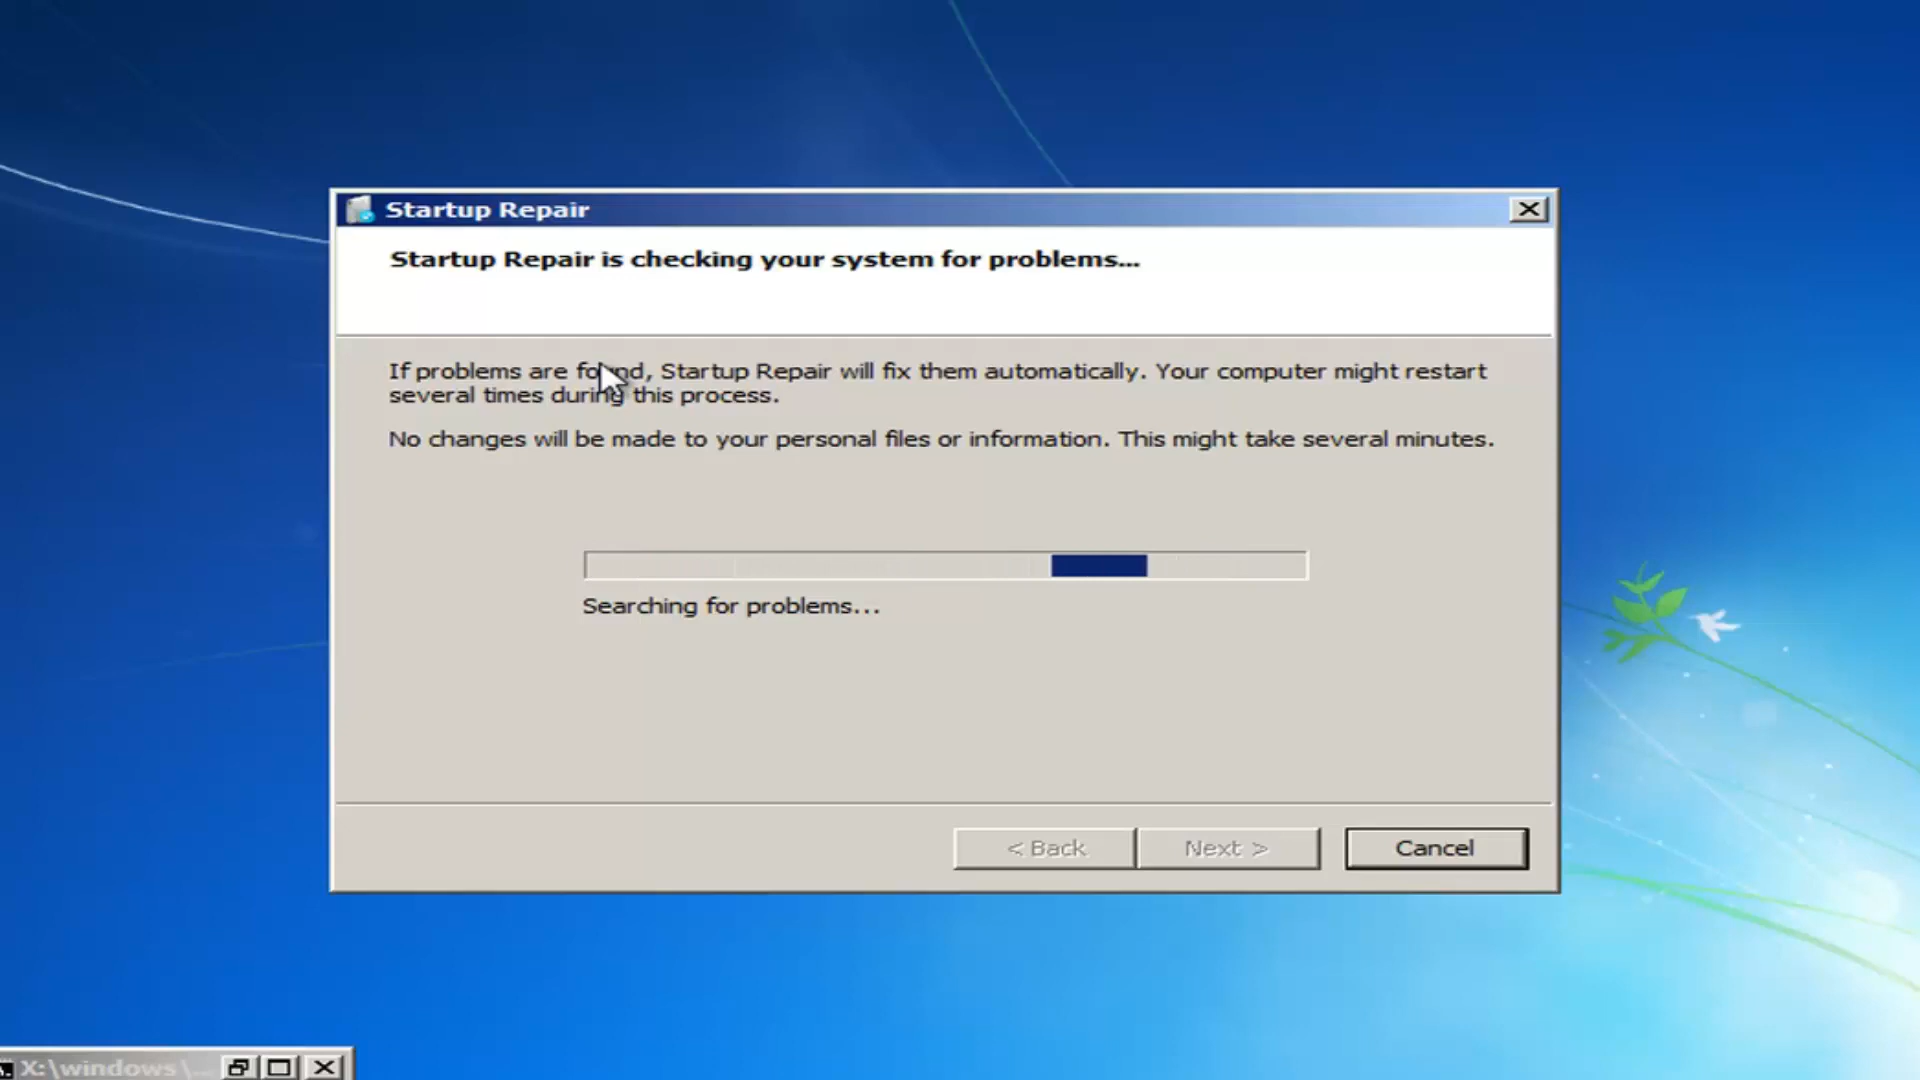 Startup Repair
Startup Repair is checking your system for problems...
If problems are found, Startup Repair will fix them automatically. Your computer might restart
several times during this process.
No changes will be made to your personal files or information. This might take several minutes.
Searching for problems...
< Back
Next >
Cancel
X:\windows\...